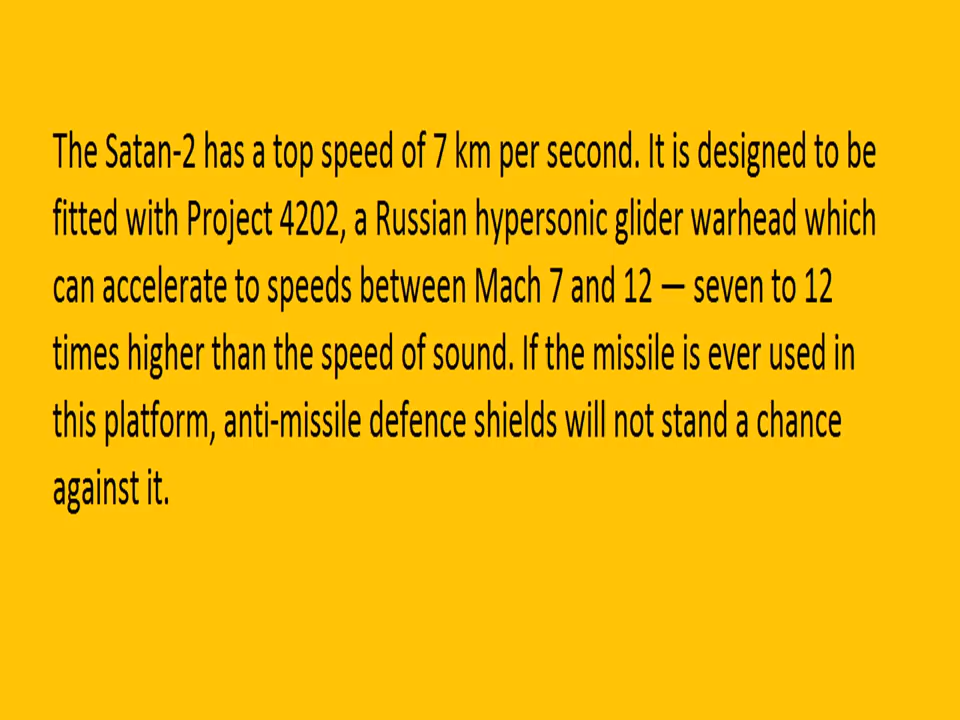 The Satan-2 has a top speed of 7 km per second. It is designed to be
fitted with Project 4202, a Russian hypersonic glider warhead which
can accelerate to speeds between Mach 7 and 12 — seven to 12
times higher than the speed of sound. If the missile is ever used in
this platform, anti-missile defence shields will not stand a chance
against it.